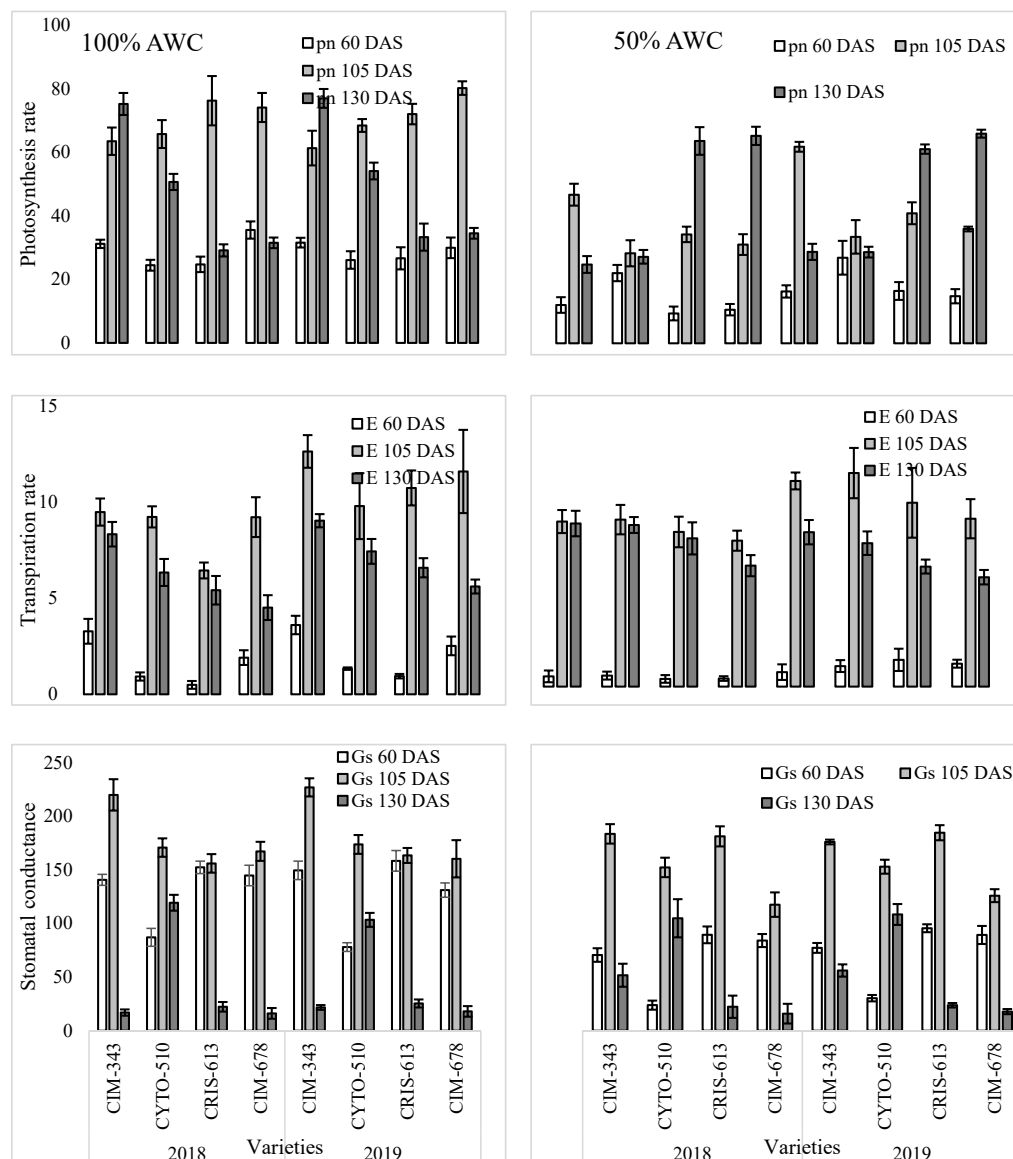 100% AWC
pn 60 DAS
pn 105 DAS
pn 130 DAS
Photosynthesis rate
100
80
60
40
20
0
50% AWC
pn 60 DAS pn 105 DAS
pn 130 DAS
E 60 DAS
E 105 DAS
E 130 DAS
Transpiration rate
15
10
5
0
E 60 DAS
E 105 DAS
E 130 DAS
Gs 60 DAS
Gs 105 DAS
Gs 130 DAS
Stomatal conductance
250
200
150
100
50
0
CIM-343
CYTO-510
CRIS-613
CIM-678
CIM-343
CYTO-510
CRIS-613
CIM-678
2018 2019
Varieties
Gs 60 DAS Gs 105 DAS
Gs 130 DAS
CIM-343
CYTO-510
CRIS-613
CIM-678
CIM-343
CYTO-510
CRIS-613
CIM-678
2018 2019
Varieties